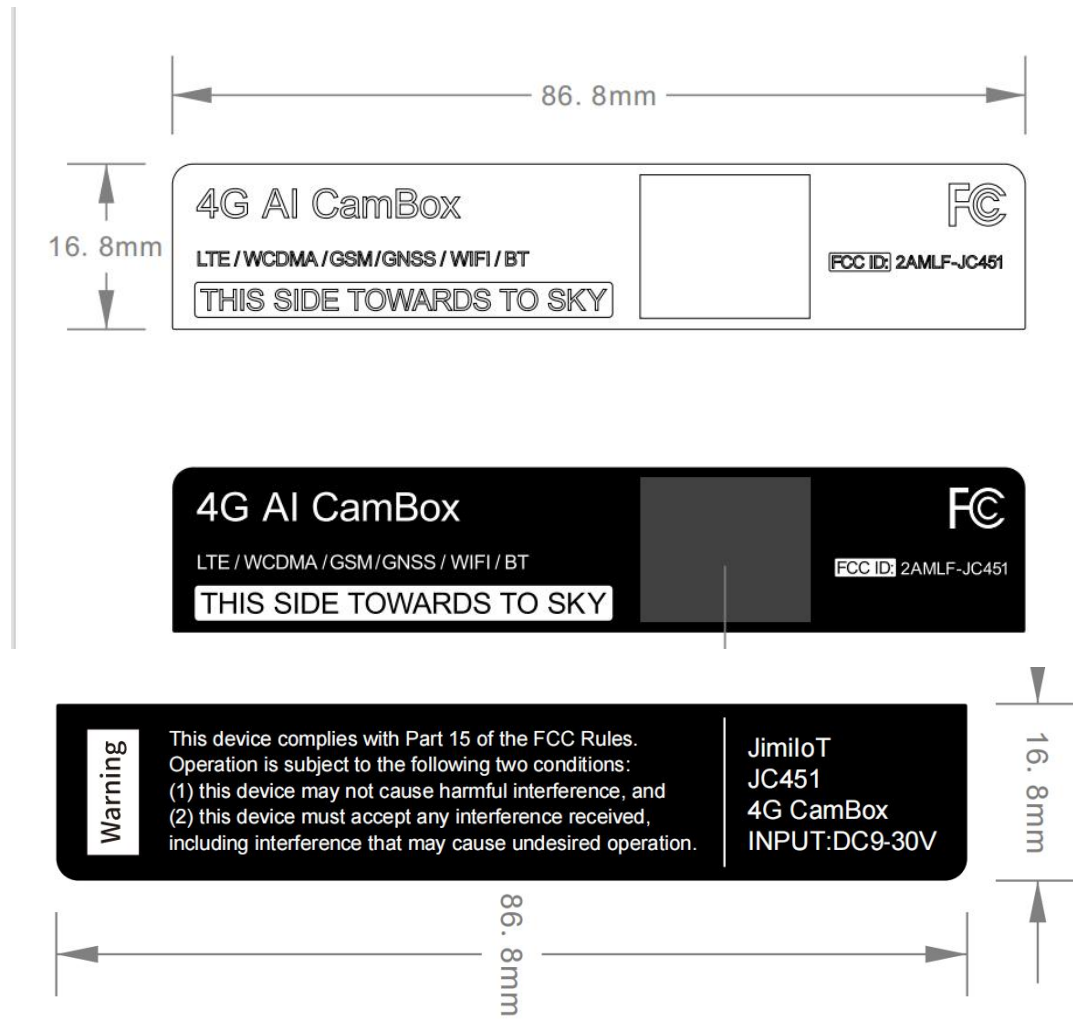 86. 8mm
16. 8mm
4G AI CamBox
FC
LTE / WCDMA / GSM/GNSS / WIFI / BT
FCC ID: 2AMLF-JC451
THIS SIDE TOWARDS TO SKY
4G AI CamBox
FC
LTE / WCDMA / GSM/GNSS / WIFI / BT
FCC ID: 2AMLF-JC451
THIS SIDE TOWARDS TO SKY
Warning
This device complies with Part 15 of the FCC Rules.
Operation is subject to the following two conditions:
(1) this device may not cause harmful interference, and
(2) this device must accept any interference received,
including interference that may cause undesired operation.
JimiIoT
JC451
4G CamBox
INPUT:DC9-30V
16. 8mm
86. 8mm